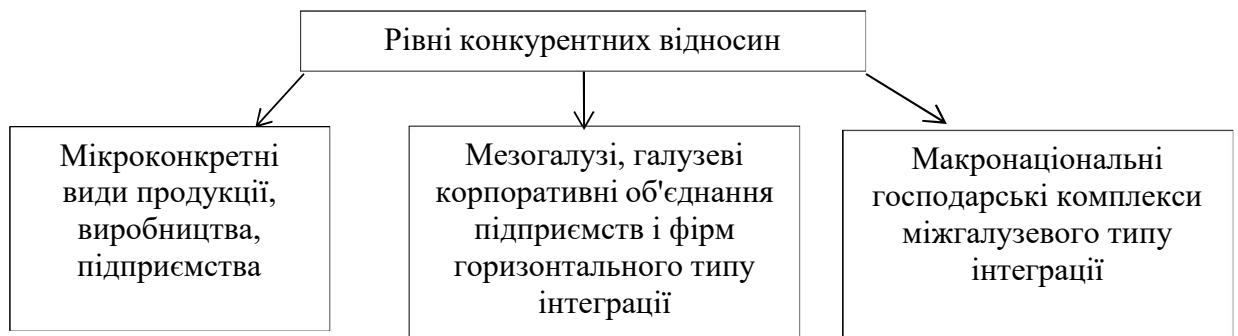 Рівні конкурентних відносин
Мікроконкретні
види продукції,
виробництва,
підприємства
Мезогалузі, галузеві
корпоративні об'єднання
підприємств і фірм
горизонтального типу
інтеграції
Макронаціональні
господарські комплекси
міжгалузевого типу
інтеграції